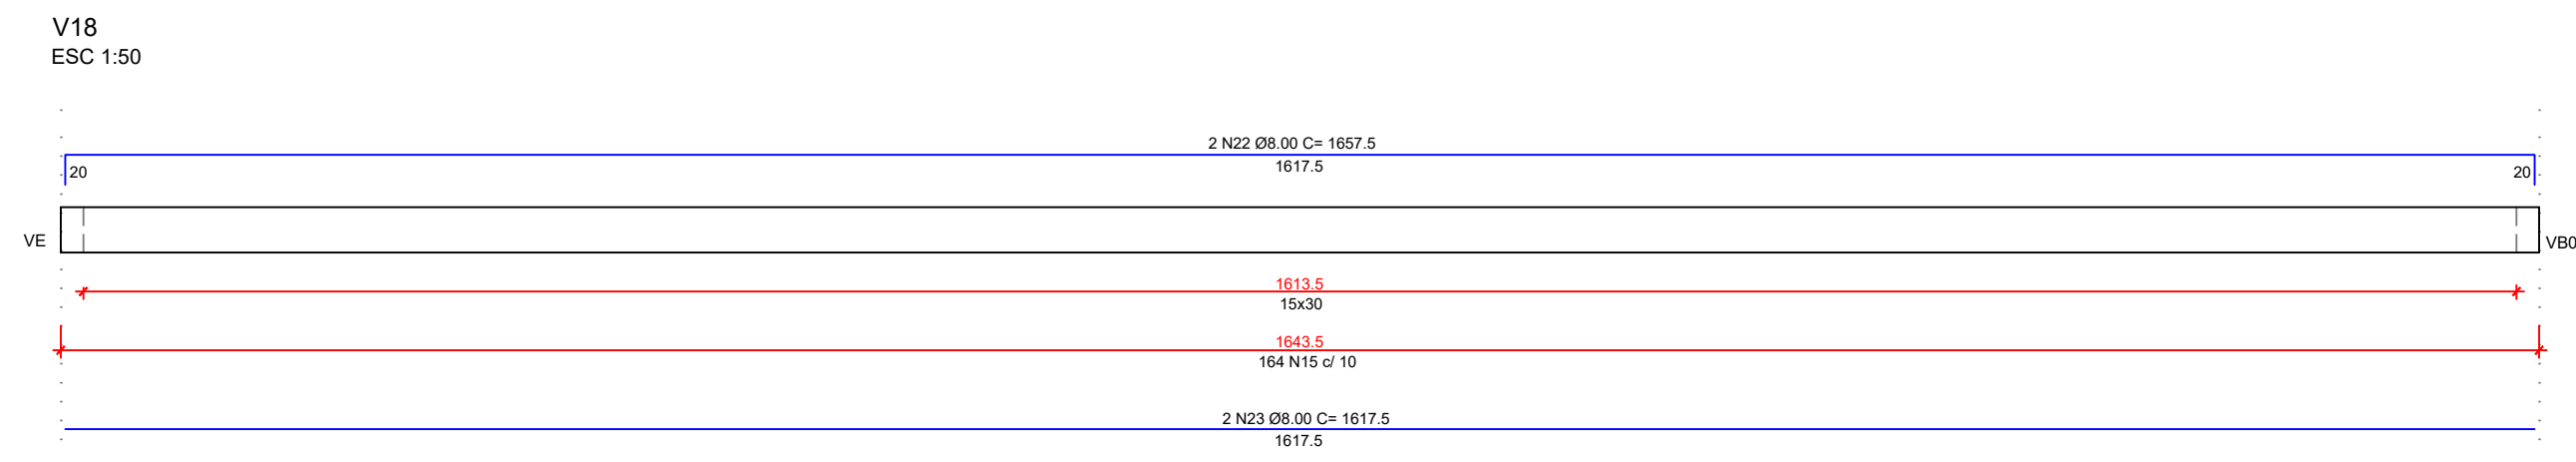 V18
ESC 1:50
2 N22 Ø8.00 C= 1657.5
20
1617.5
20
VE
VB0
1613.5
15x30
1643.5
164 N15 c/ 10
2 N23 Ø8.00 C= 1617.5
1617.5